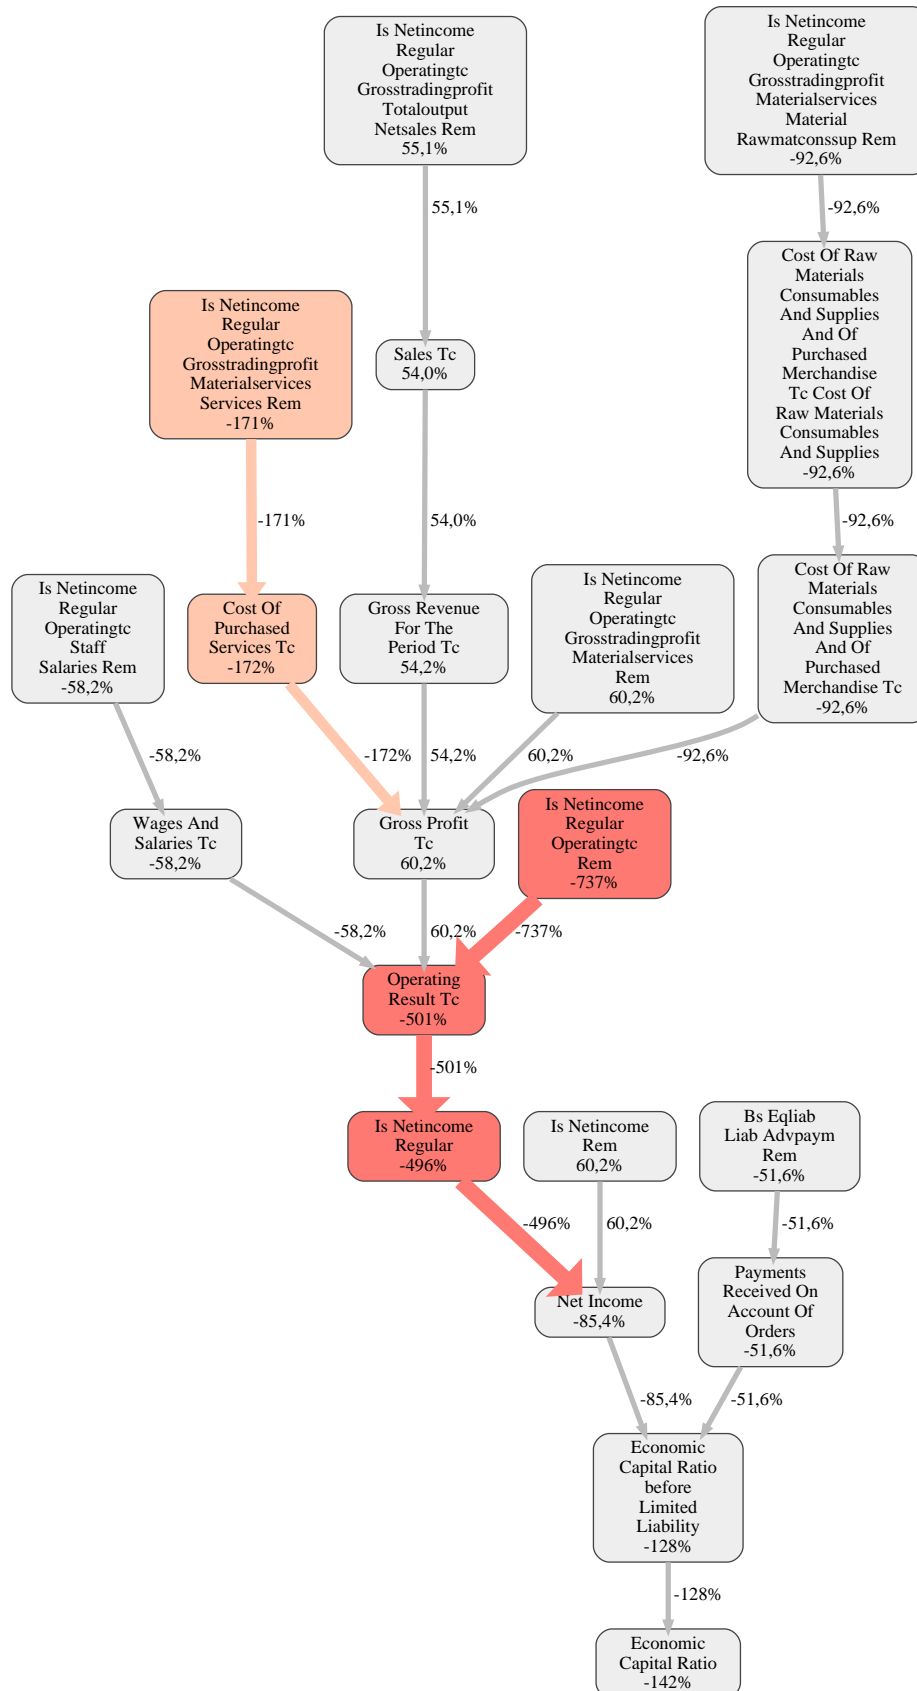 Is Netincome
Regular
Operatingtc
Grosstradingprofit
Totaloutput
Netsales Rem
55,1%
Is Netincome
Regular
Operatingtc
Grosstradingprofit
Materialservices
Material
Rawmatconssup Rem
-92,6%
55,1%
-92,6%
Cost Of Raw
Materials
Consumables
And Supplies
And Of
Purchased
Merchandise
Tc Cost Of
Raw Materials
Consumables
And Supplies
-92,6%
Is Netincome
Regular
Operatingtc
Grosstradingprofit
Materialservices
Services Rem
-171%
Sales Tc
54,0%
-171%
54,0%
-92,6%
Is Netincome
Regular
Operatingtc
Staff
Salaries Rem
-58,2%
Cost Of
Purchased
Services Tc
-172%
Gross Revenue
For The
Period Tc
54,2%
Is Netincome
Regular
Operatingtc
Grosstradingprofit
Materialservices
Rem
60,2%
Cost Of Raw
Materials
Consumables
And Supplies
And Of
Purchased
Merchandise Tc
-92,6%
-58,2%
-172%
54,2%
60,2%
-92,6%
Wages And
Salaries Tc
-58,2%
Gross Profit
Tc
60,2%
Is Netincome
Regular
Operatingtc
Rem
-737%
-58,2%
60,2%
-737%
Operating
Result Tc
-501%
-501%
Is Netincome
Regular
-496%
Is Netincome
Rem
60,2%
Bs Eqliab
Liab Advpaym
Rem
-51,6%
-496%
60,2%
-51,6%
Net Income
-85,4%
Payments
Received On
Account Of
Orders
-51,6%
-85,4%
-51,6%
Economic
Capital Ratio
before
Limited
Liability
-128%
-128%
Economic
Capital Ratio
-142%